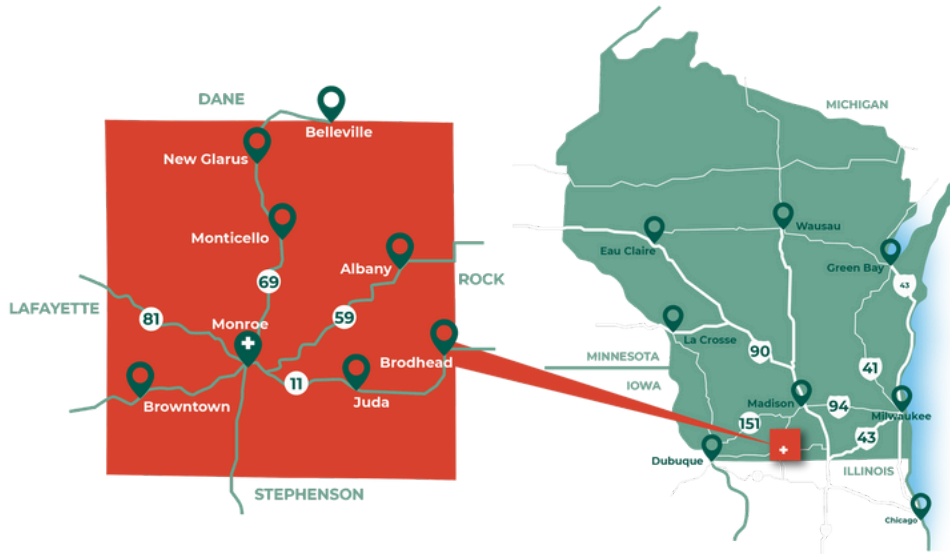 DANE
Belleville
New Glarus
Monticello
Albany
69
ROCK
LAFAYETTE
81
59
Monroe
Brodhead
11
Browntown
Juda
STEPHENSON
MICHIGAN
Wausau
Eau Claire
Green Bay
43
La Crosse
90
MINNESOTA
41
IOWA
Madison
94
Milwaukee
151
43
Dubuque
ILLINOIS
Chicago